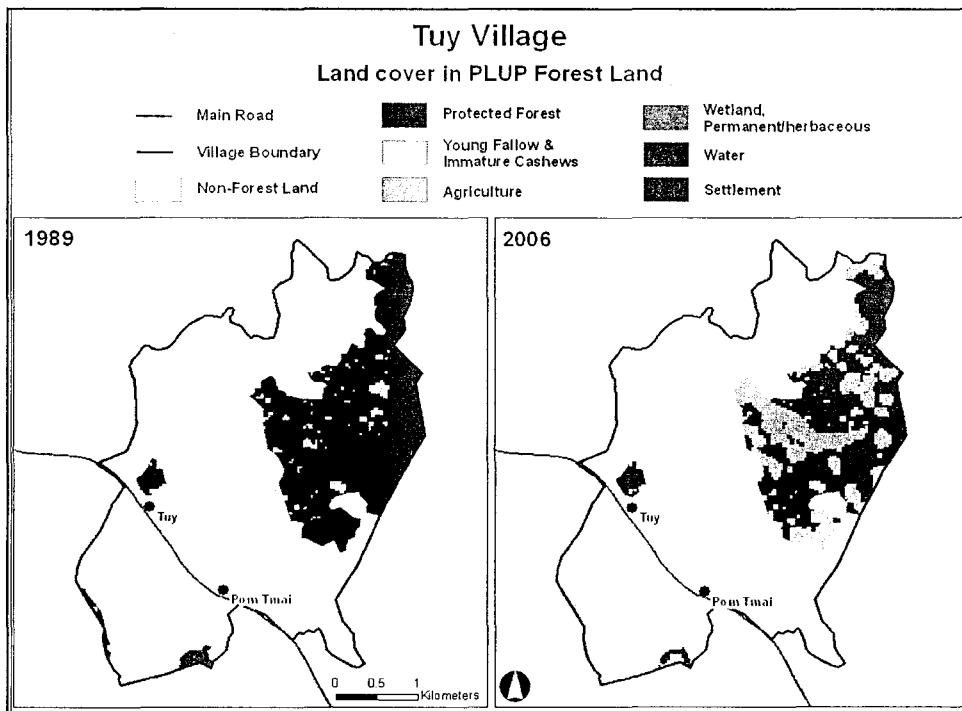 Tuy Village
Land cover in PLUP Forest Land
Main Road
Village Boundary
Non-Forest Land
Protected Forest
Young Fallow &
Immature Cashews
Agriculture
Wetland,
Permanent/herbaceous
Water
Settlement
1989
Tuy
Pom Tmai
0 0.5 1
Kilometers
2006
Tuy
Pom Tmai